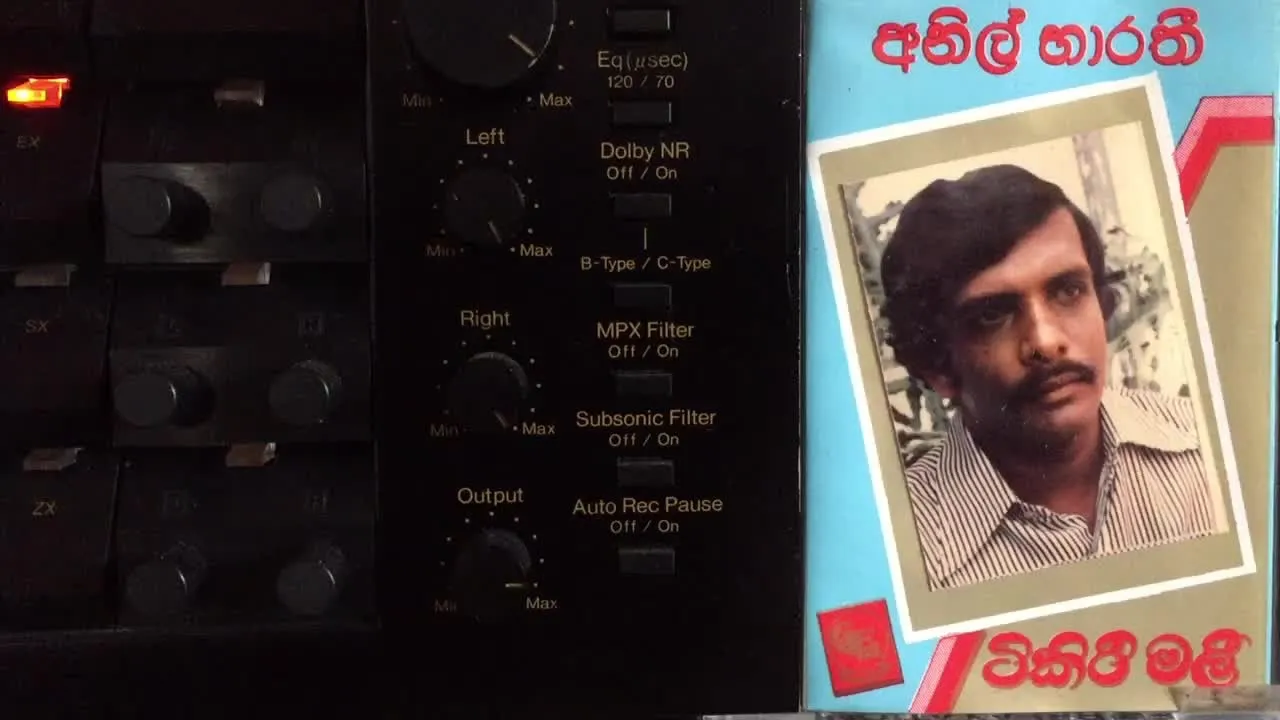 EX
SX
ZX
Min Max
Left
Min Max
Right
Min Max
Output
Max
Eq (μsec)
120 / 70
Dolby NR
Off / On
B-Type / C-Type
MPX Filter
Off / On
Subsonic Filter
Off / On
Auto Rec Pause
Off / On
අනිල් භාරතී
ටිකිරි මලී